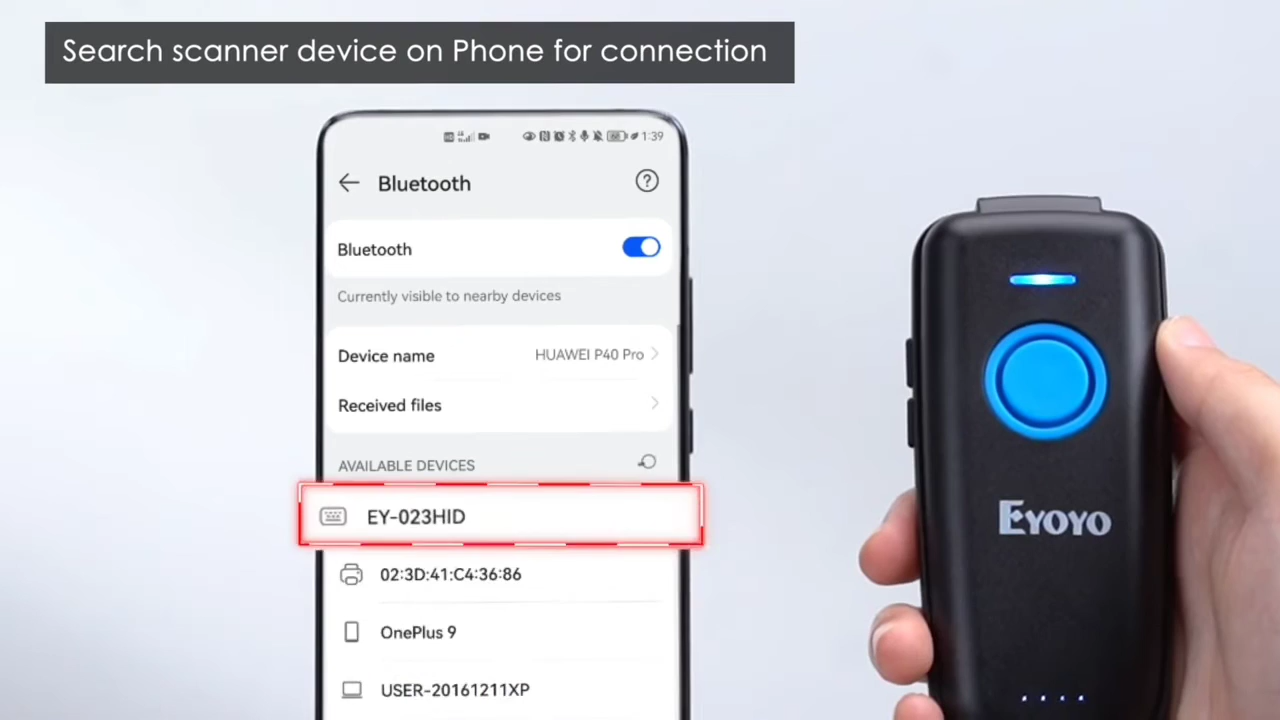 Search scanner device on Phone for connection
1:39
Bluetooth
Bluetooth
Currently visible to nearby devices
Device name HUAWEI P40 Pro
Received files
AVAILABLE DEVICES
EY-023HID
02:3D:41:C4:36:86
OnePlus 9
USER-20161211XP
EYOYO